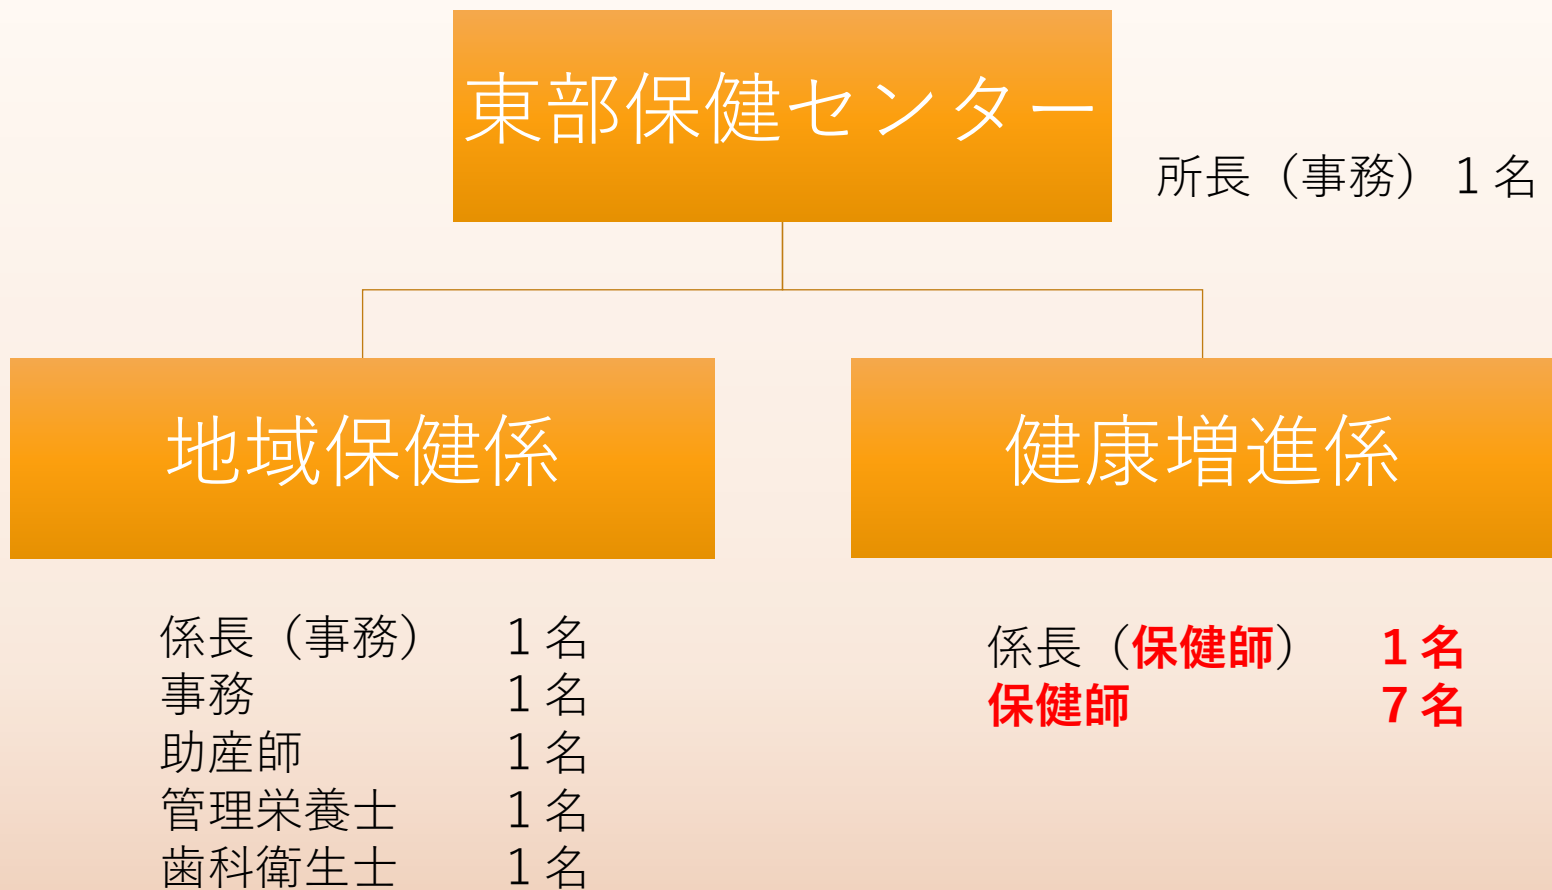 東部保健センター
所長（事務）１名
地域保健係
健康増進係
係長（事務）　１名
事務　１名
助産師　１名
管理栄養士　１名
歯科衛生士　１名
係長（保健師）　１名
保健師　７名